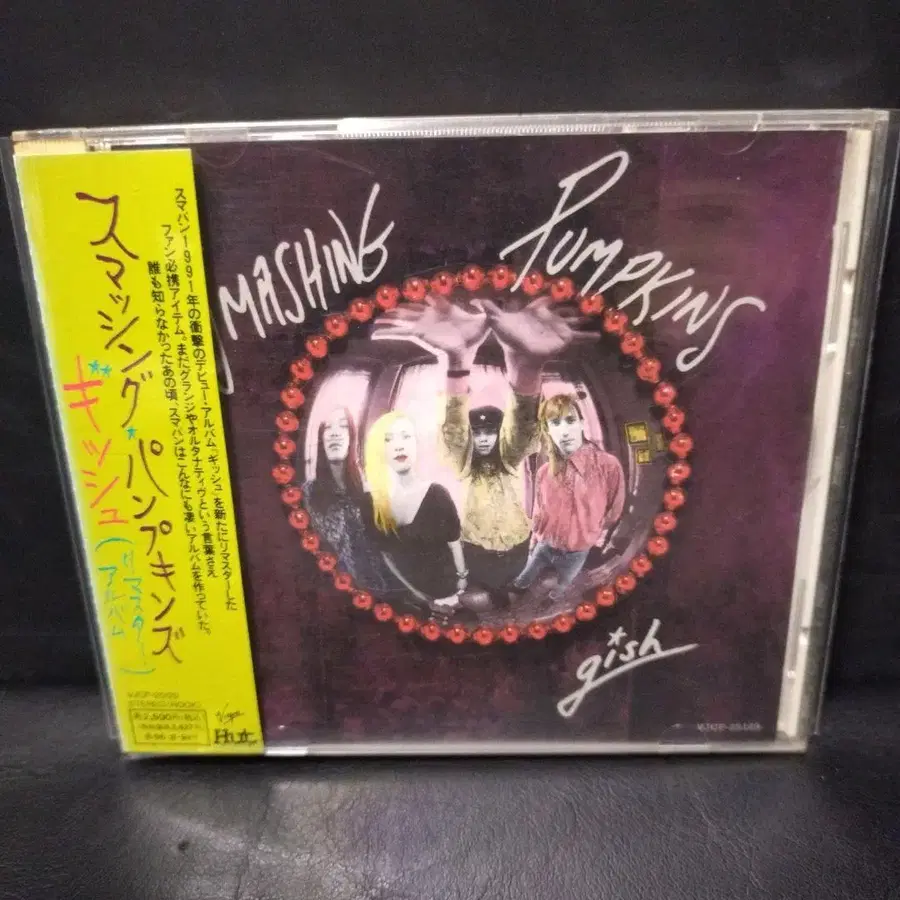 スマッシング・パンプキンズ
ギッシュ(リマスター・アルバム)
スマパン1991年の衝撃のデビュー・アルバム「ギッシュ」を新たにリマスターした
ファン必携アイテム。まだグランジやオルタナティヴという言葉さえ
誰も知らなかったあの頃、スマパンはこんなにも凄いアルバムを作っていた。
STEREO/ROCK
Virgin
Hut
SMASHING
PUMPKINS
gish